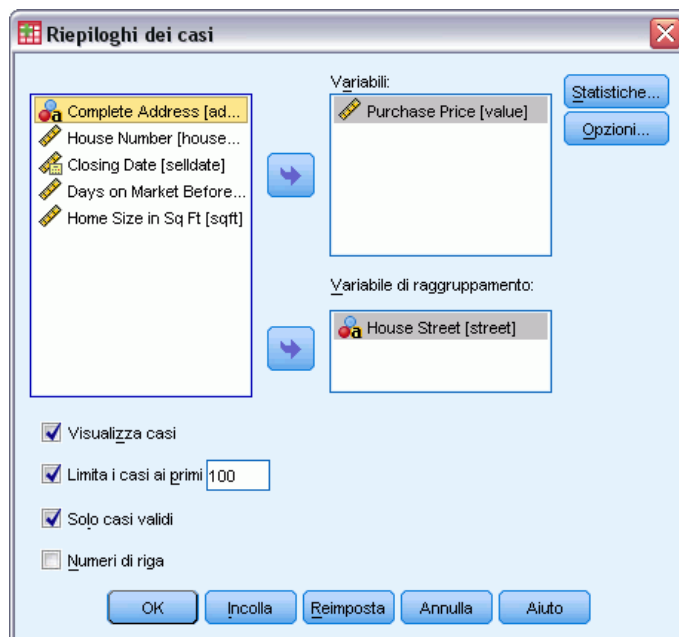 Riepiloghi dei casi
Complete Address [ad...
House Number [house...
Closing Date [selldate]
Days on Market Before...
Home Size in Sq Ft [sqft]
Variabili:
Purchase Price [value]
Statistiche...
Opzioni...
Variabile di raggruppamento:
House Street [street]
Visualizza casi
Limita i casi ai primi 100
Solo casi validi
Numeri di riga
OK Incolla Reimposta Annulla Aiuto